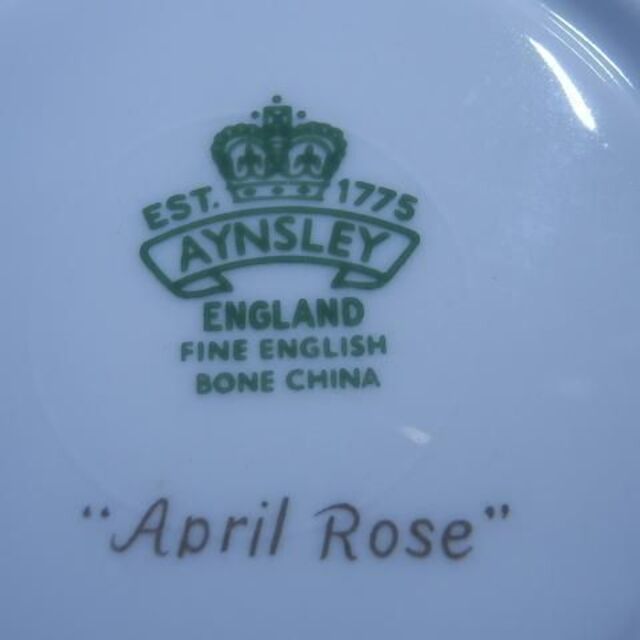 EST. 1775
AYNSLEY
ENGLAND
FINE ENGLISH
BONE CHINA
"April Rose"